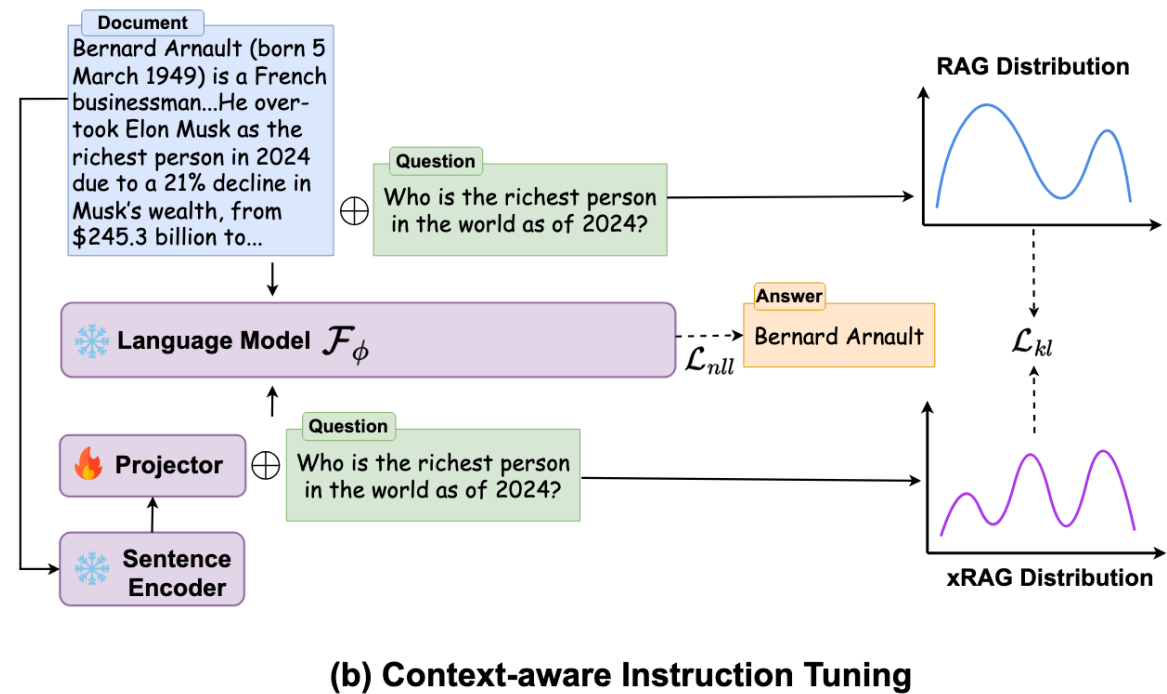 Document
Bernard Arnault (born 5
March 1949) is a French
businessman...He over-
took Elon Musk as the
richest person in 2024
due to a 21% decline in
Musk's wealth, from
$245.3 billion to...
Question
Who is the richest person
in the world as of 2024?
RAG Distribution
Language Model 𝓕ϕ
ℒnll
Answer
Bernard Arnault
ℒkl
Projector
Question
Who is the richest person
in the world as of 2024?
Sentence
Encoder
xRAG Distribution
(b) Context-aware Instruction Tuning